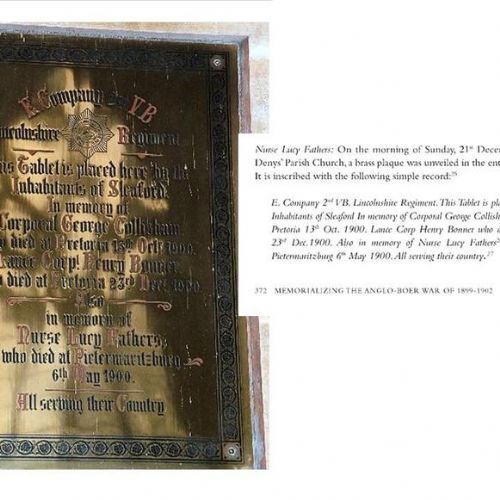 E Company 2nd VB
Lincolnshire Regiment
This Tablet is placed here by the
Inhabitants of Sleaford
In memory of
Corporal George Collisham
who died at Pretoria 13th Oct. 1900.
Lance Corpl. Henry Bonner
who died at Pretoria 23rd Dec. 1900
Also
in memory of
Nurse Lucy Fathers:
who died at Pietermaritzburg
6th May 1900.
All serving their Country
Nurse Lucy Fathers: On the morning of Sunday, 21st Decem
Denys' Parish Church, a brass plaque was unveiled in the ent
It is inscribed with the following simple record:25
E. Company 2nd VB. Lincolnshire Regiment. This Tablet is pla
Inhabitants of Sleaford In memory of Corporal George Collish
Pretoria 13th Oct. 1900. Lance Corp Henry Bonner who d
23rd Dec. 1900. Also in memory of Nurse Lucy Fathers
Pietermaritzburg 6th May 1900. All serving their country.27
372 MEMORIALIZING THE ANGLO-BOER WAR OF 1899-1902